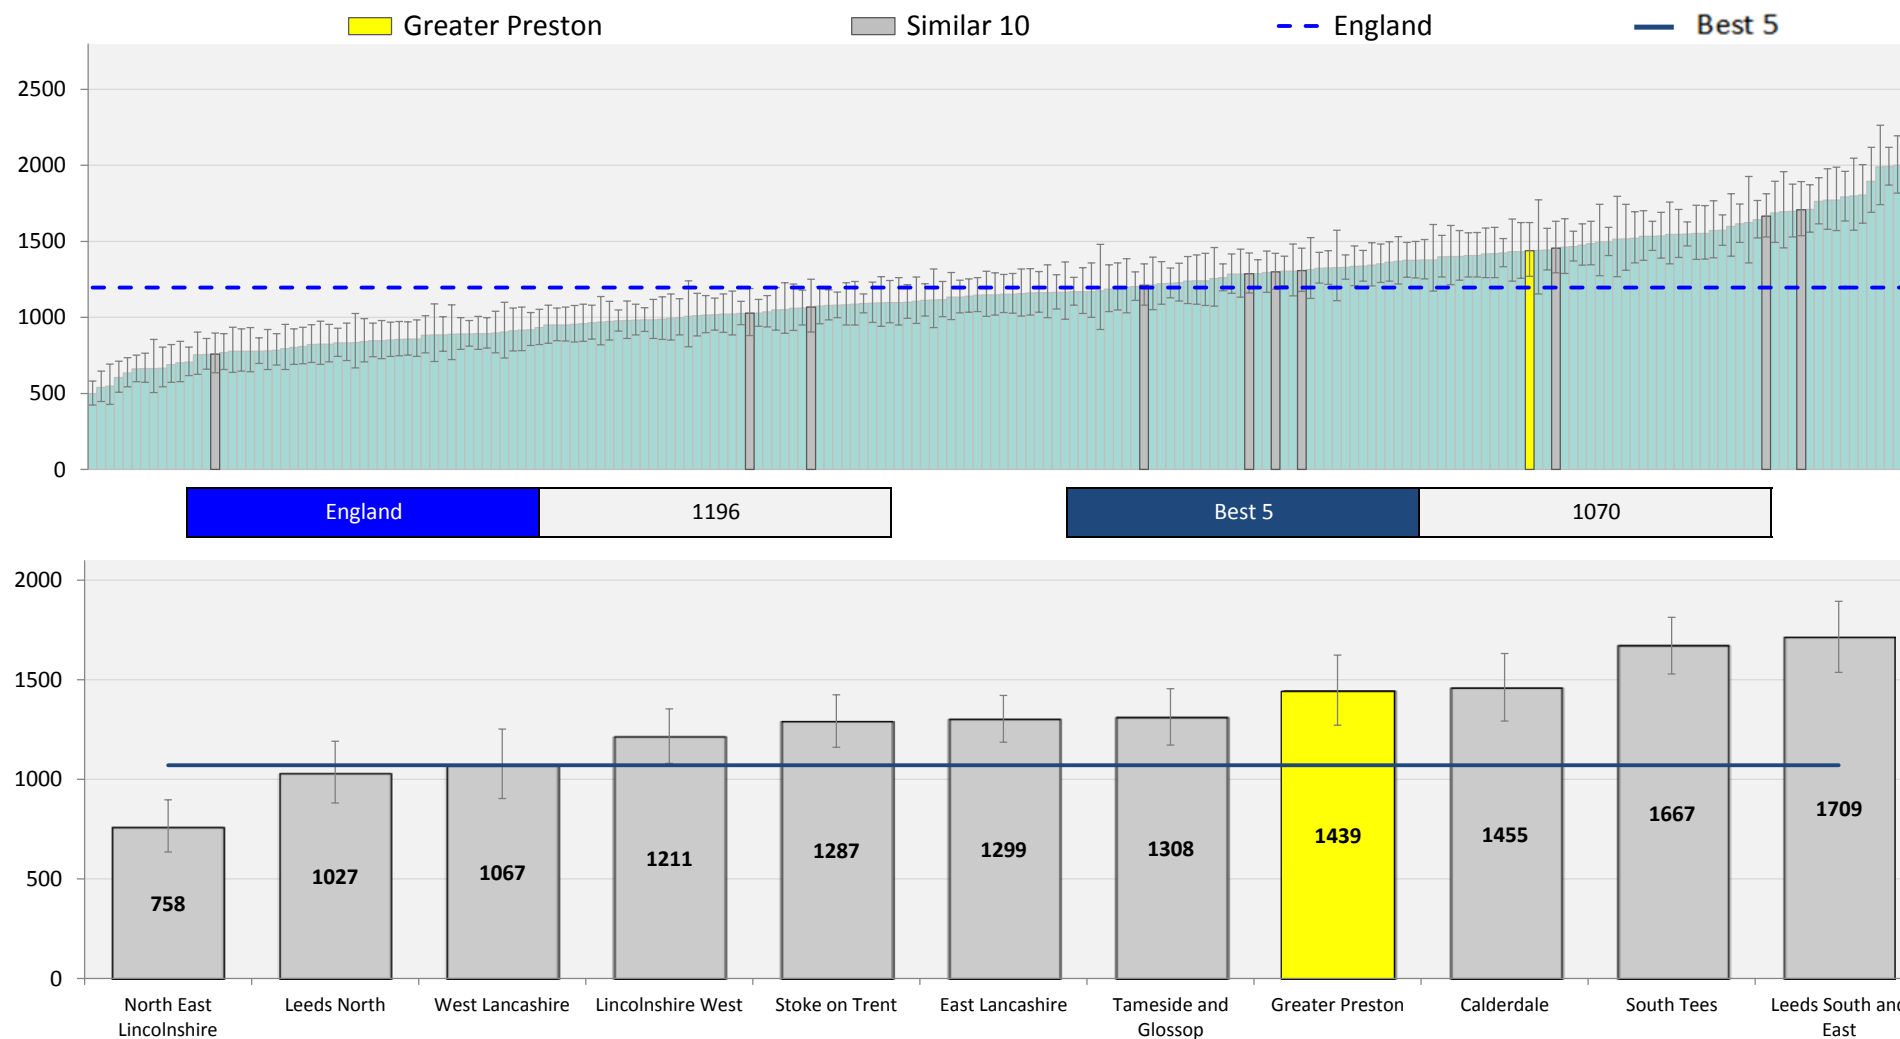 Greater Preston Similar 10 England Best 5
2500
2000
1500
1000
500
0
England 1196 Best 5 1070
2000
1500
1000
500
0
758 1027 1067 1211 1287 1299 1308 1439 1455 1667 1709
North East Leeds North West Lancashire Lincolnshire West Stoke on Trent East Lancashire Tameside and Greater Preston Calderdale South Tees Leeds South and
Lincolnshire Glossop East